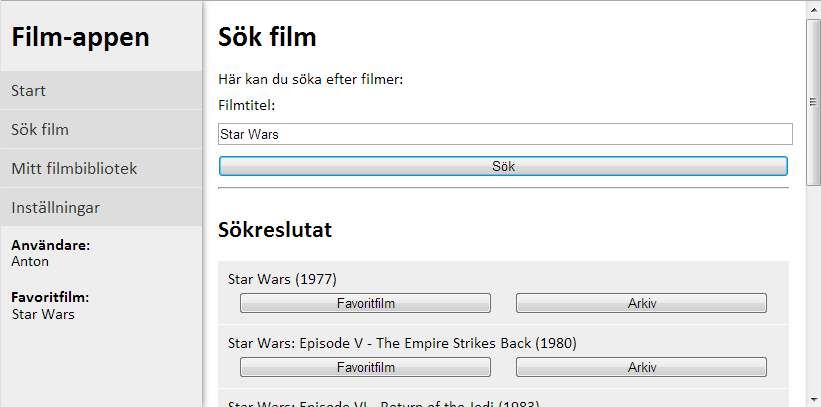 Film-appen
Start
Sök film
Mitt filmbibliotek
Inställningar
Användare:
Anton
Favoritfilm:
Star Wars
Sök film
Här kan du söka efter filmer:
Filmtitel:
Star Wars
Sök
Sökreslutat
Star Wars (1977)
Favoritfilm Arkiv
Star Wars: Episode V - The Empire Strikes Back (1980)
Favoritfilm Arkiv
Star Wars: Episode VI - Return of the Jedi (1983)